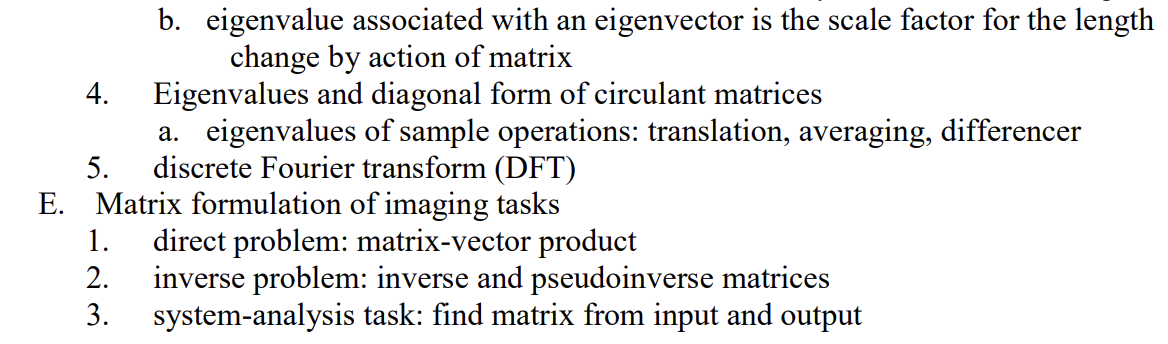 b. eigenvalue associated with an eigenvector is the scale factor for the length
change by action of matrix
4. Eigenvalues and diagonal form of circulant matrices
a. eigenvalues of sample operations: translation, averaging, differencer
5. discrete Fourier transform (DFT)
E. Matrix formulation of imaging tasks
1. direct problem: matrix-vector product
2. inverse problem: inverse and pseudoinverse matrices
3. system-analysis task: find matrix from input and output